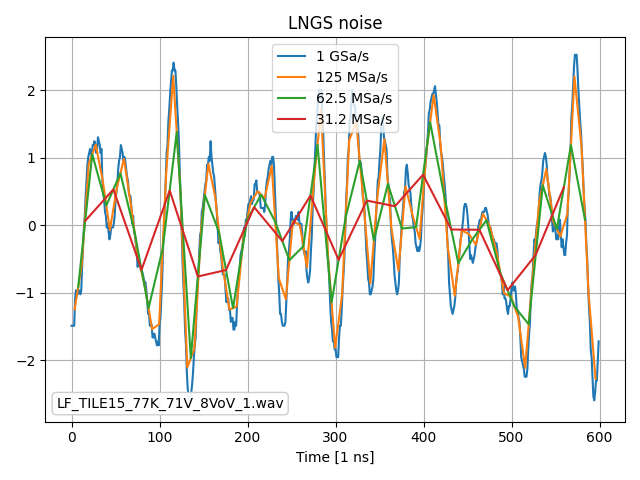 LNGS noise
1 GSa/s
125 MSa/s
62.5 MSa/s
31.2 MSa/s
2
1
0
−1
−2
LF_TILE15_77K_71V_8VoV_1.wav
0 100 200 300 400 500 600
Time [1 ns]